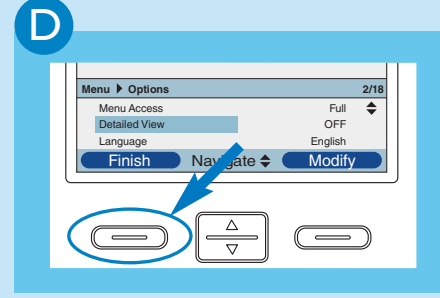 D
Menu ▶ Options 2/18
Menu Access Full
Detailed View OFF
Language English
Finish Navigate Modify